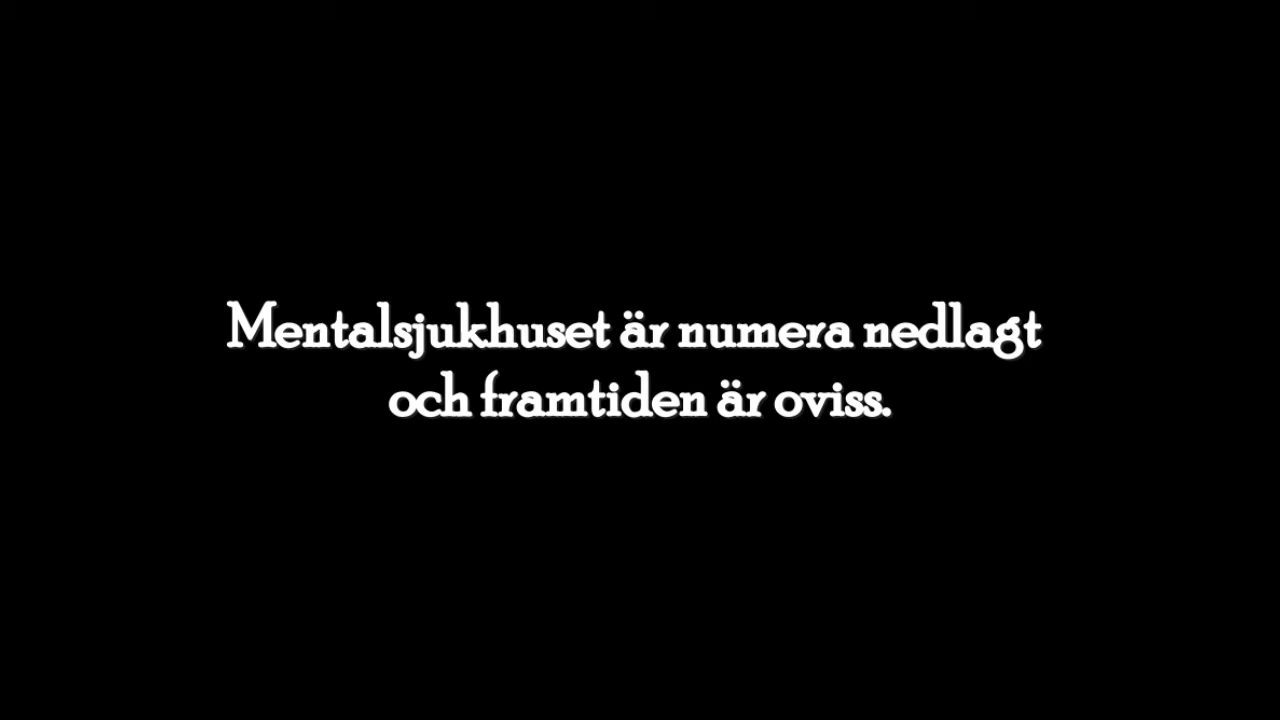 Mentalsjukhuset är numera nedlagt
och framtiden är oviss.